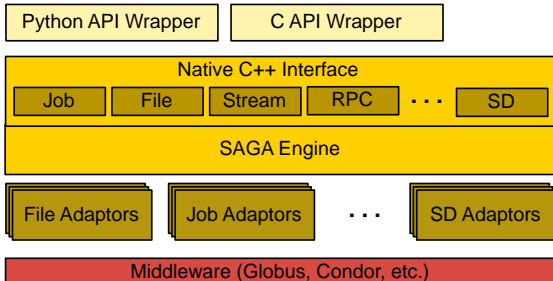 Python API Wrapper C API Wrapper
Native C++ Interface
Job File Stream RPC ... SD
SAGA Engine
File Adaptors Job Adaptors ... SD Adaptors
Middleware (Globus, Condor, etc.)